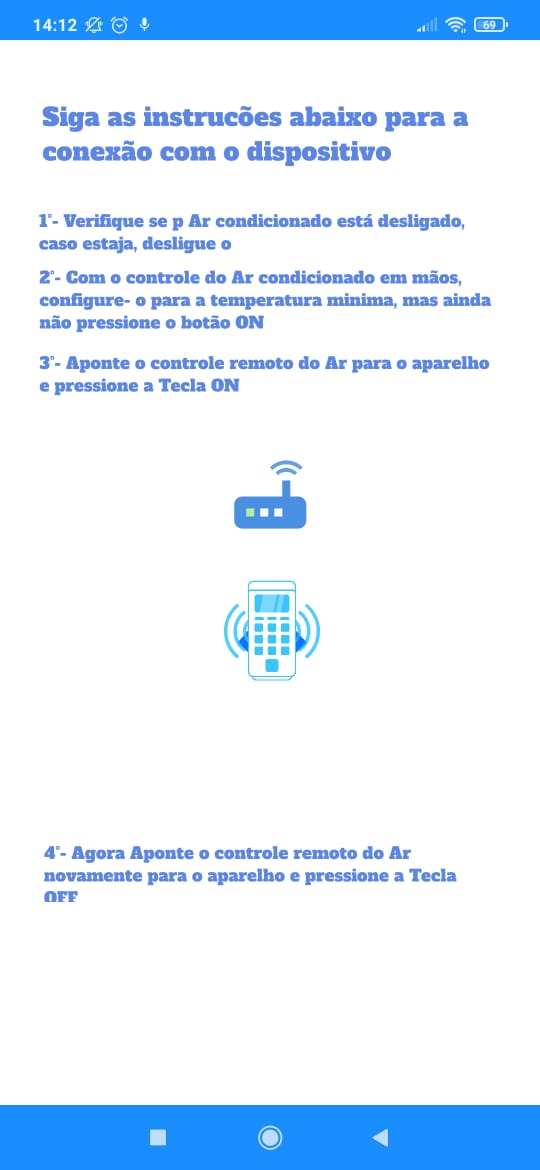 14:12
69
Siga as instrucões abaixo para a
conexão com o dispositivo
1°- Verifique se p Ar condicionado está desligado,
caso estaja, desligue o
2°- Com o controle do Ar condicionado em mãos,
configure- o para a temperatura minima, mas ainda
não pressione o botão ON
3°- Aponte o controle remoto do Ar para o aparelho
e pressione a Tecla ON
4°- Agora Aponte o controle remoto do Ar
novamente para o aparelho e pressione a Tecla
OFF